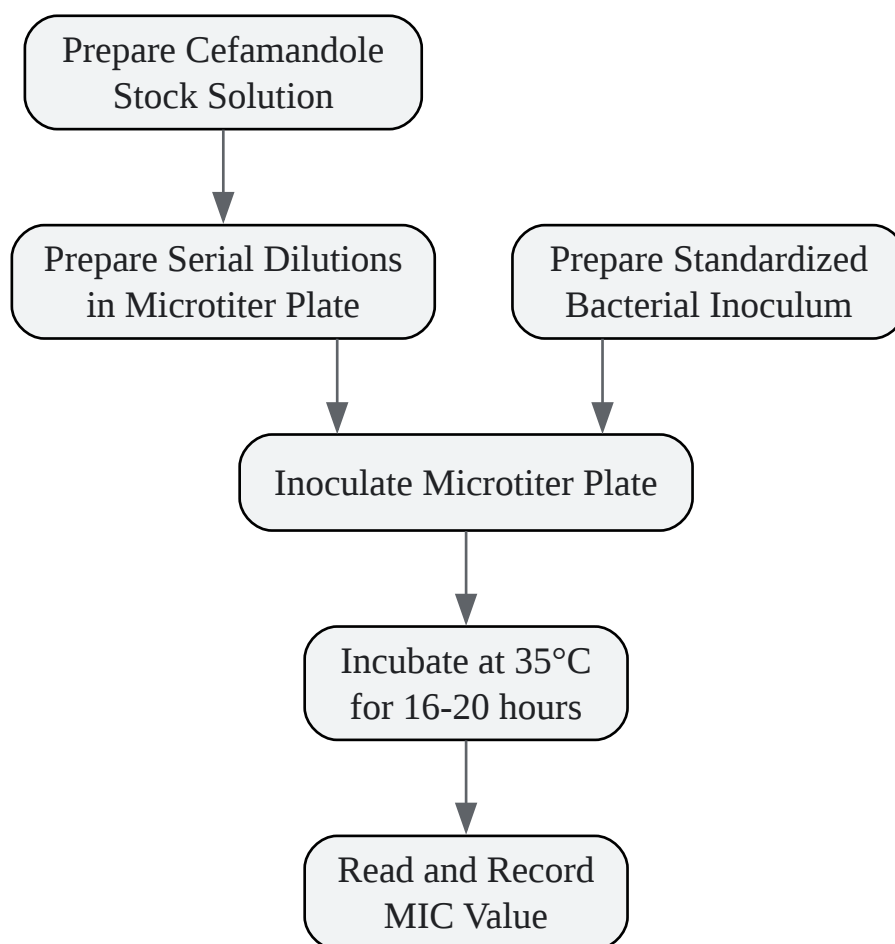 Prepare Cefamandole
Stock Solution
Prepare Serial Dilutions
in Microtiter Plate
Prepare Standardized
Bacterial Inoculum
Inoculate Microtiter Plate
Incubate at 35°C
for 16-20 hours
Read and Record
MIC Value